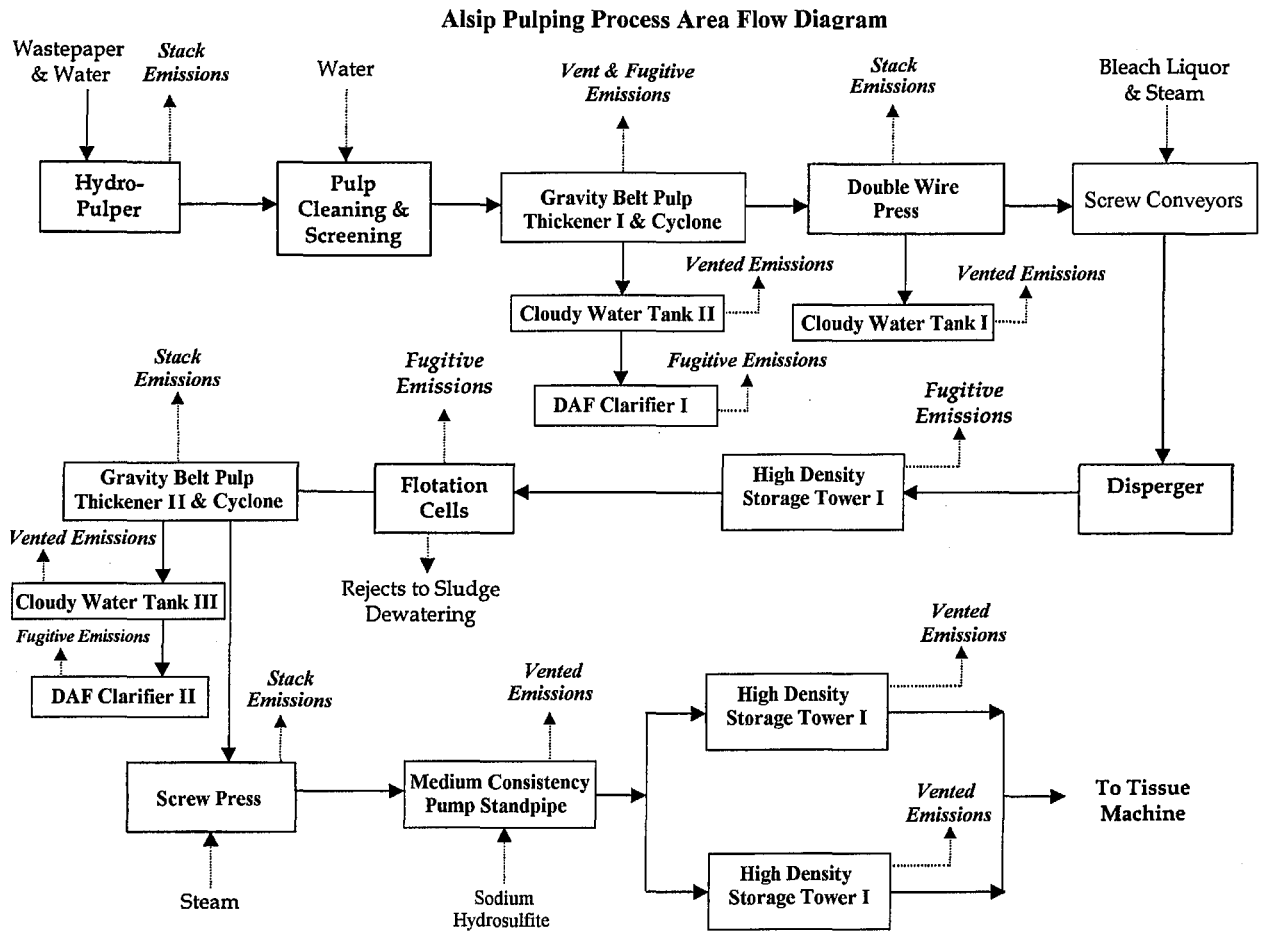 Alsip Pulping Process Area Flow Diagram
Wastepaper
& Water
Stack
Emissions
Water
Vent & Fugitive
Emissions
Stack
Emissions
Bleach Liquor
& Steam
Hydro-
Pulper
Pulp
Cleaning &
Screening
Gravity Belt Pulp
Thickener I & Cyclone
Double Wire
Press
Screw Conveyors
Vented Emissions
Cloudy Water Tank II
Vented Emissions
Cloudy Water Tank I
Fugitive Emissions
DAF Clarifier I
Stack
Emissions
Fugitive
Emissions
Fugitive
Emissions
Gravity Belt Pulp
Thickener II & Cyclone
Flotation
Cells
High Density
Storage Tower I
Disperger
Vented Emissions
Cloudy Water Tank III
Rejects to Sludge
Dewatering
Fugitive Emissions
DAF Clarifier II
Stack
Emissions
Vented
Emissions
Vented
Emissions
High Density
Storage Tower I
Screw Press
Medium Consistency
Pump Standpipe
Vented
Emissions
To Tissue
Machine
High Density
Storage Tower I
Steam
Sodium
Hydrosulfite